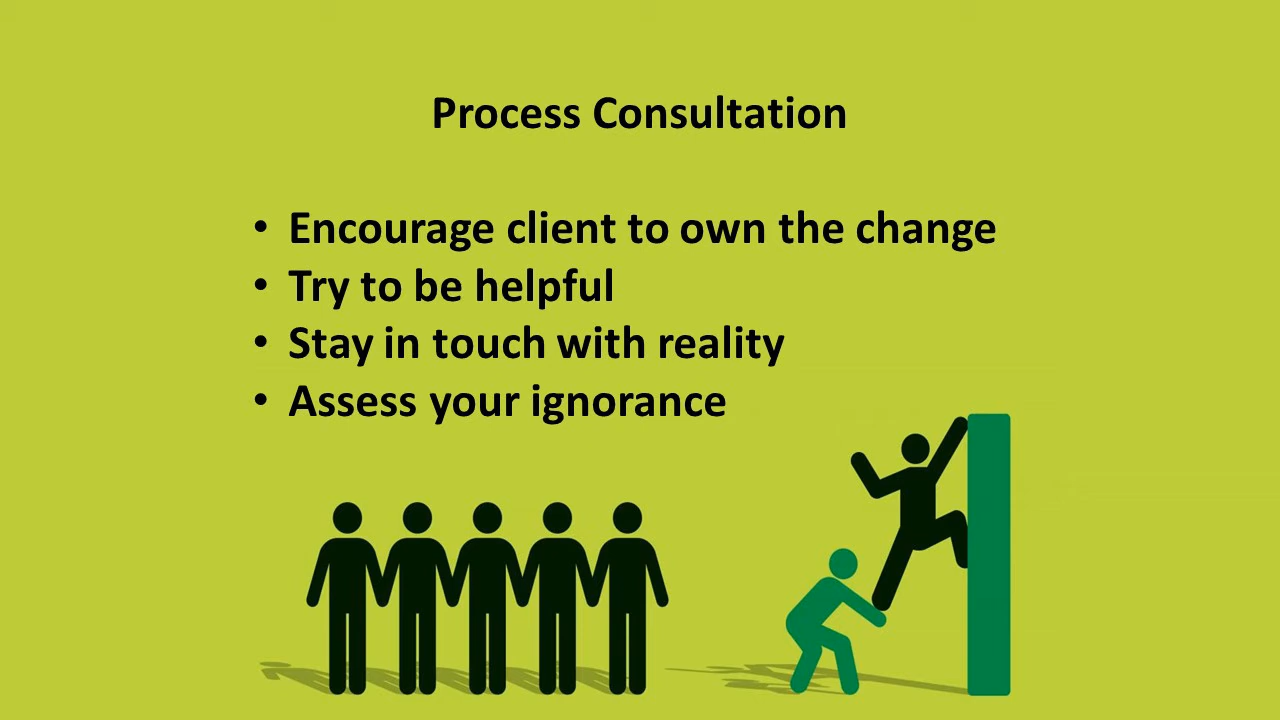 Process Consultation
• Encourage client to own the change
• Try to be helpful
• Stay in touch with reality
• Assess your ignorance